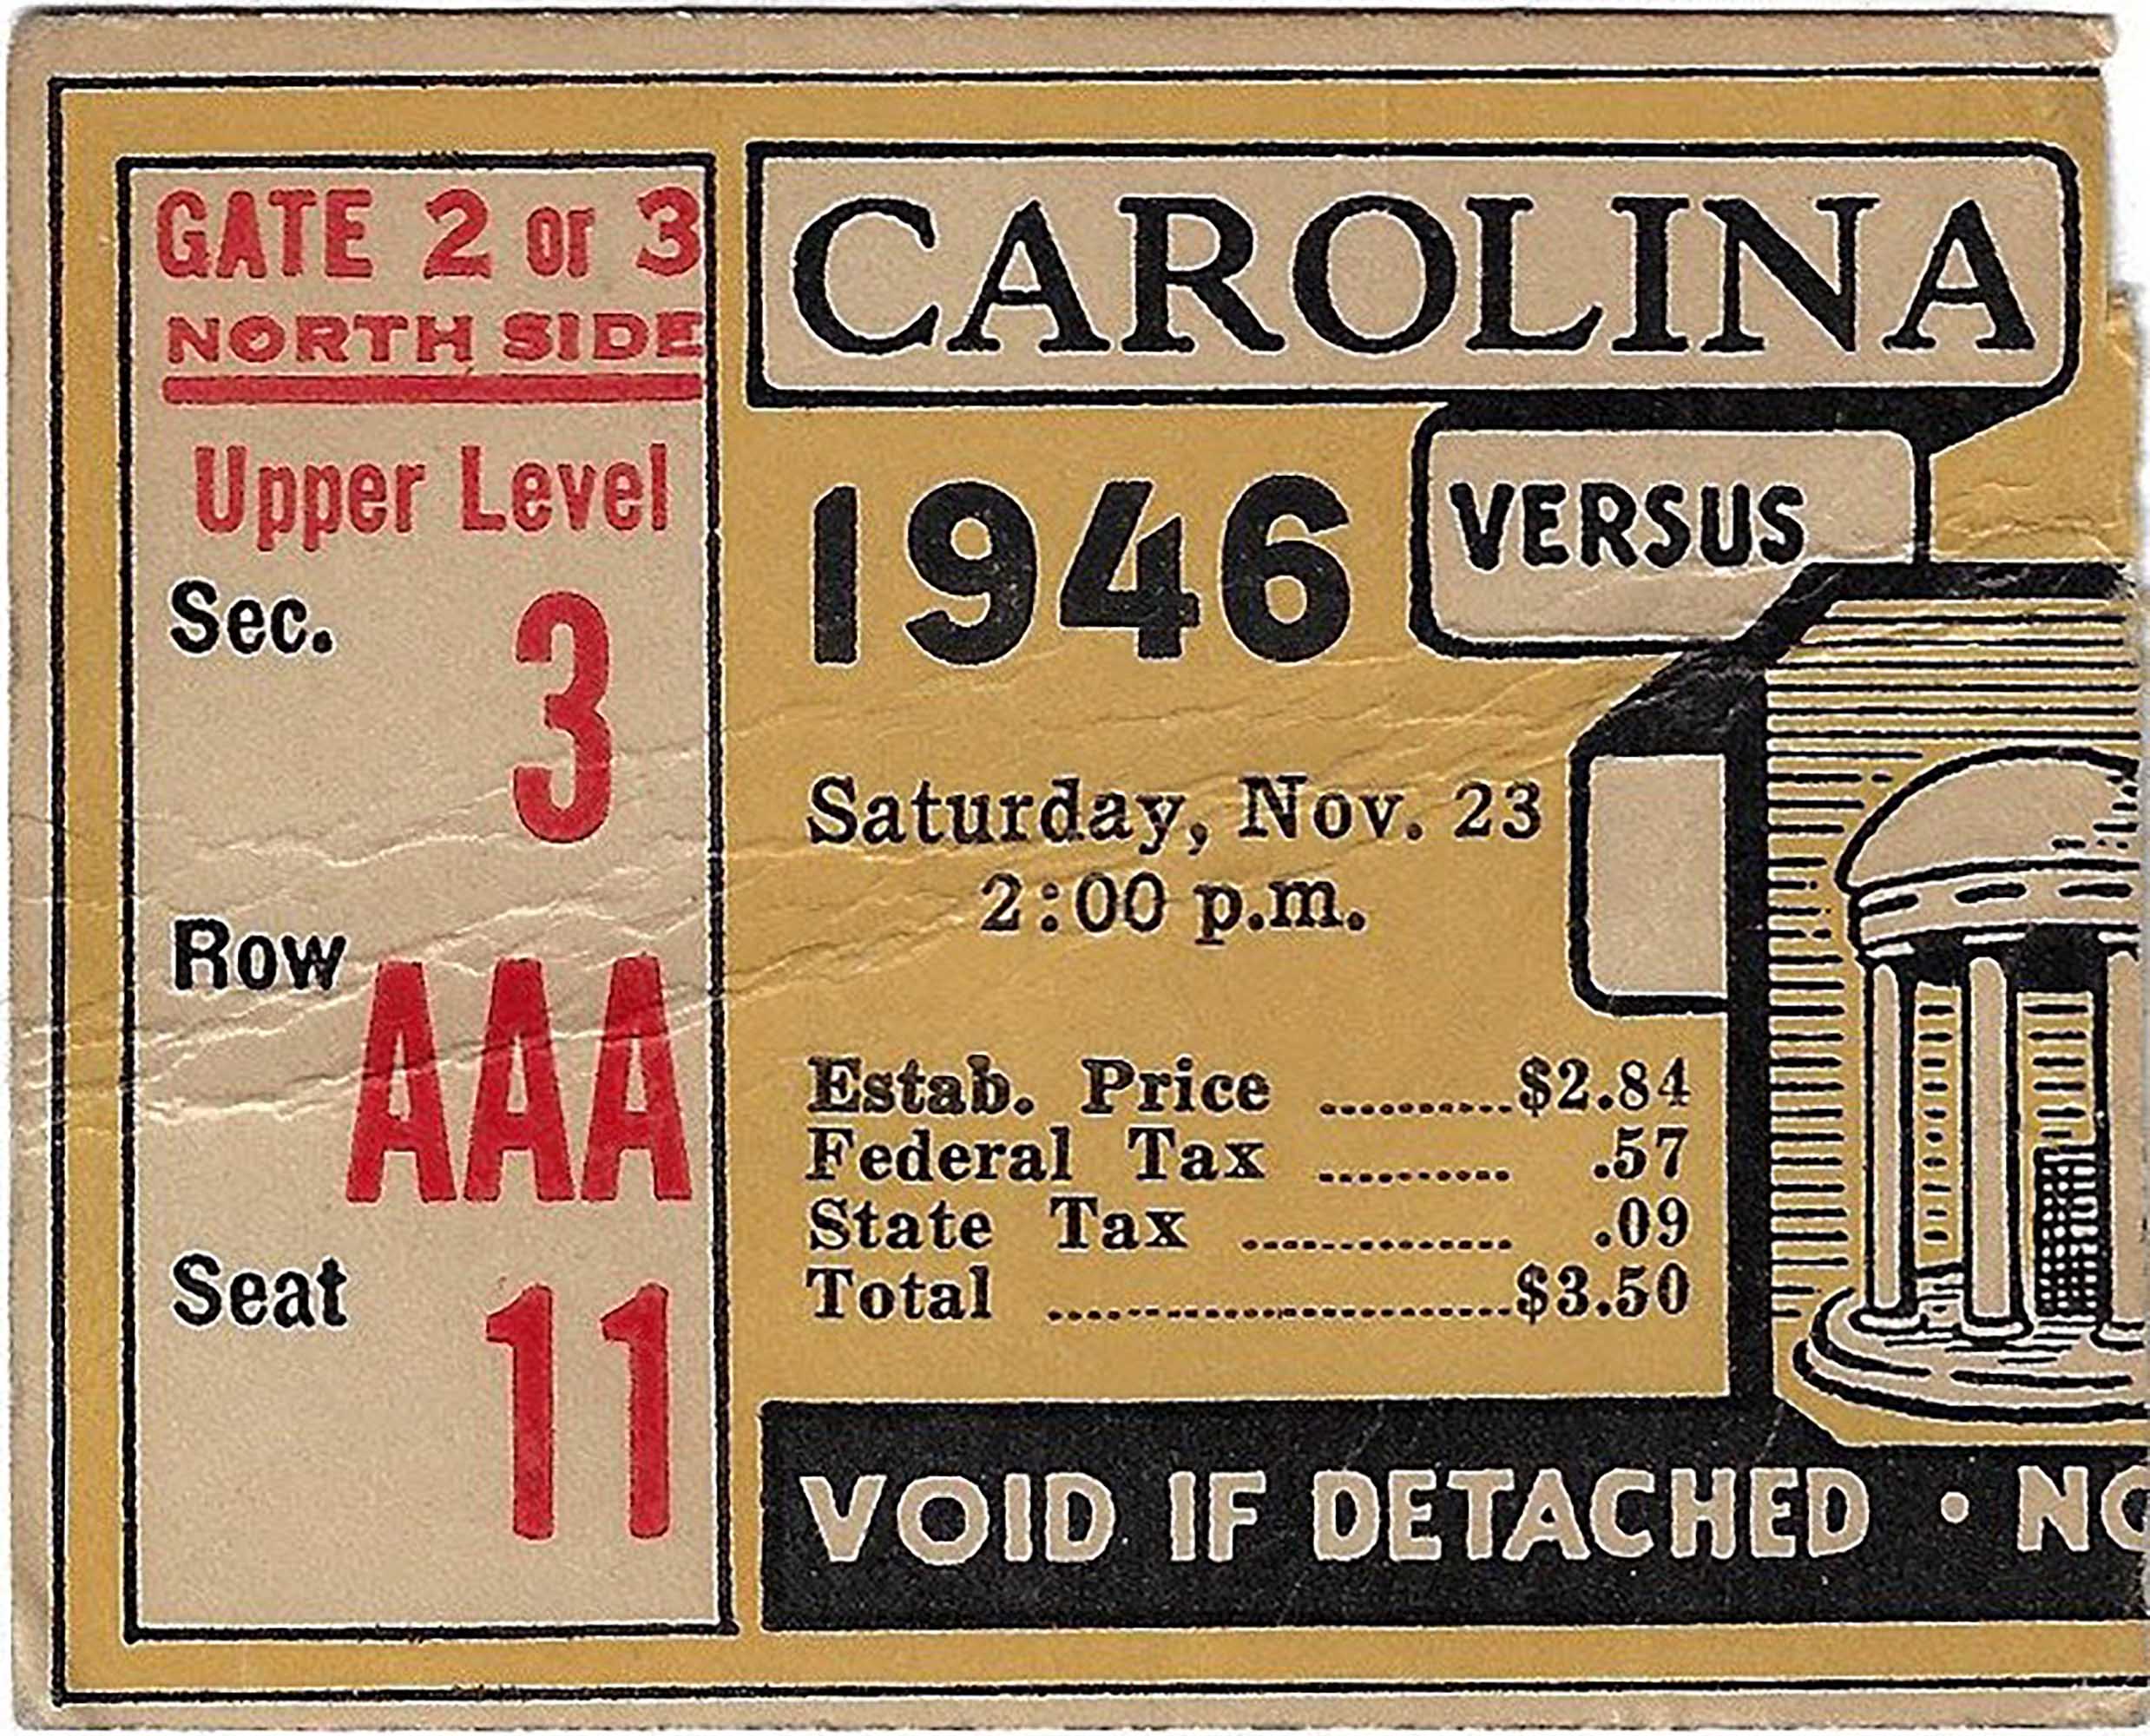 GATE 2 or 3
NORTH SIDE
Upper Level
Sec. 3
Row AAA
Seat 11
CAROLINA
VERSUS
1946
Saturday, Nov. 23
2:00 p.m.
Estab. Price ..........$2.84
Federal Tax .......... .57
State Tax .............. .09
Total ........................$3.50
VOID IF DETACHED •